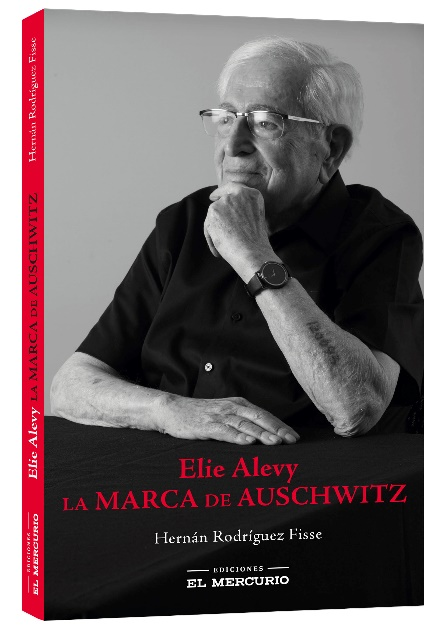 Hernán Rodríguez Fisse
Elie Alevy LA MARCA DE AUSCHWITZ
EDICIONES
EL MERCURIO
Elie Alevy
LA MARCA DE AUSCHWITZ
Hernán Rodríguez Fisse
EDICIONES
EL MERCURIO